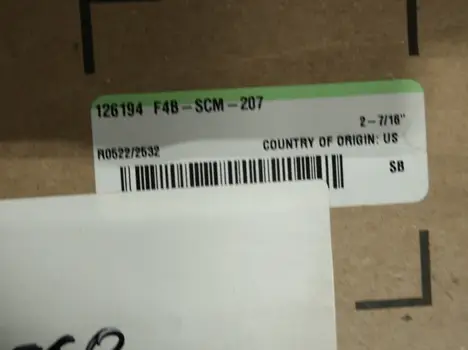 126194 F4B-SCM-207
2-7/16"
R0522/2532 COUNTRY OF ORIGIN: US
SB